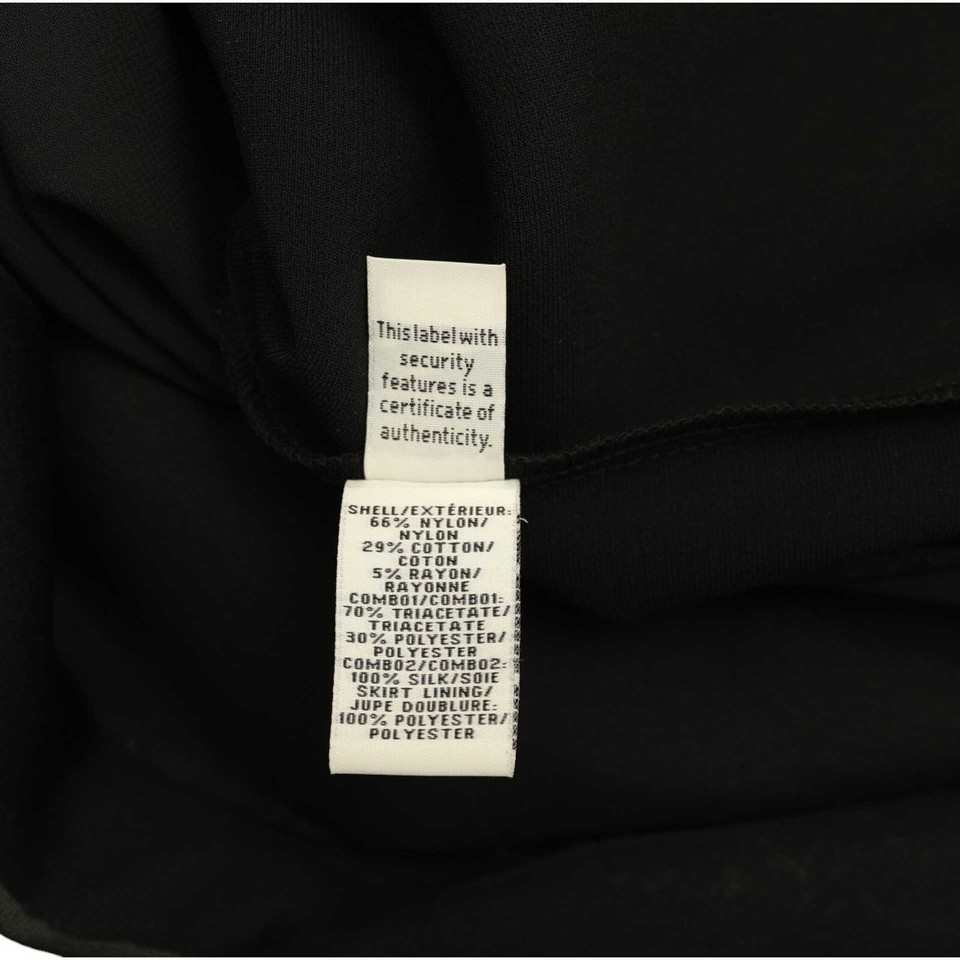 This label with
security
features is a
certificate of
authenticity.
SHELL/EXTÉRIEUR:
66% NYLON/
NYLON
29% COTTON/
COTON
5% RAYON/
RAYONNE
COMBO1/COMBO1:
70% TRIACETATE/
TRIACETATE
30% POLYESTER/
POLYESTER
COMBO2/COMBO2:
100% SILK/SOIE
SKIRT LINING/
JUPE DOUBLURE:
100% POLYESTER/
POLYESTER